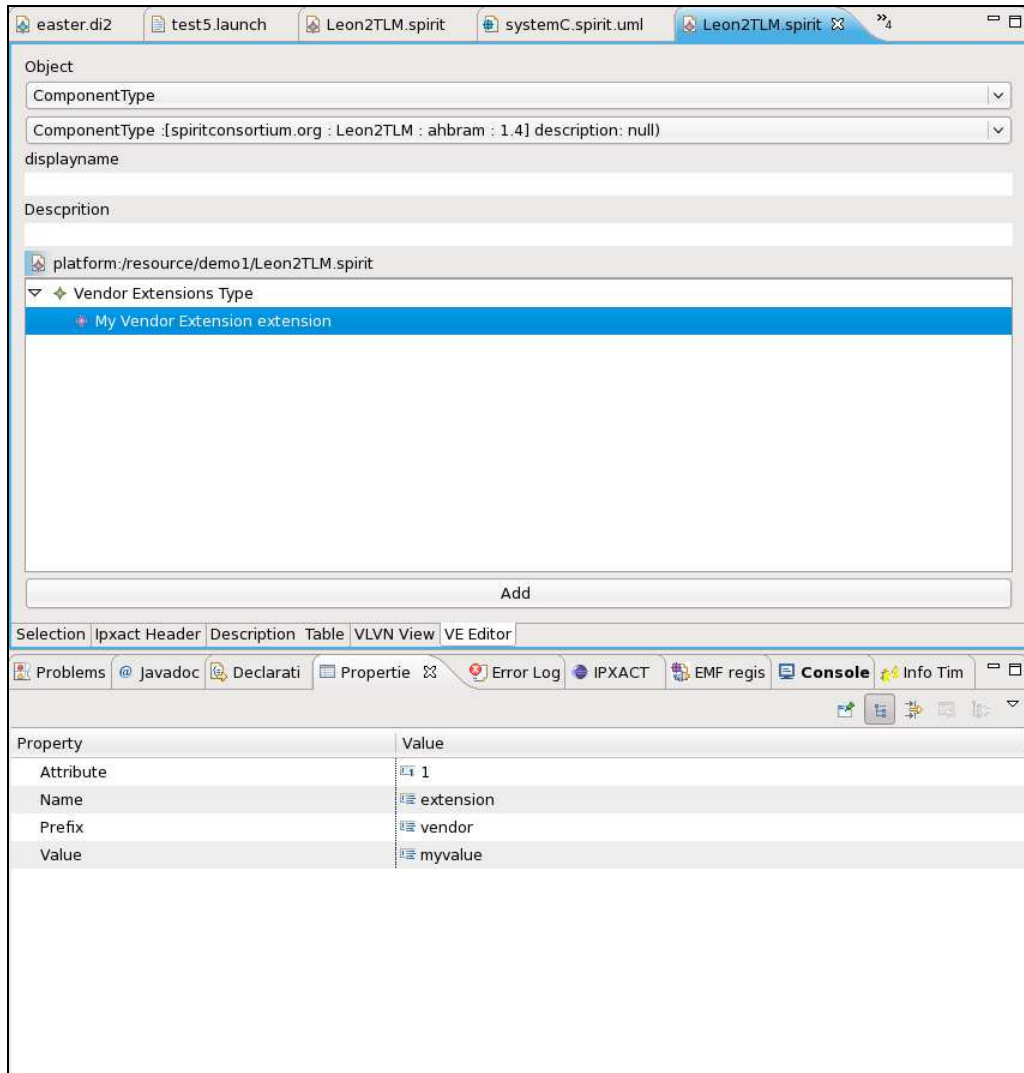 easer.di2 test5.launch Leon2TLM.spirit systemC.spirit.uml Leon2TLM.spirit »4
Object
ComponentType
ComponentType :[spiritconsortium.org : Leon2TLM : ahbram : 1.4] description: null)
displayname
Descprition
platform:/resource/demo1/Leon2TLM.spirit
Vendor Extensions Type
My Vendor Extension extension
Add
Selection Ipxact Header Description Table VLVN View VE Editor
Problems @ Javadoc Declarati Propertie Error Log IPXACT EMF regis Console Info Tim
Property Value
Attribute 1
Name extension
Prefix vendor
Value myvalue